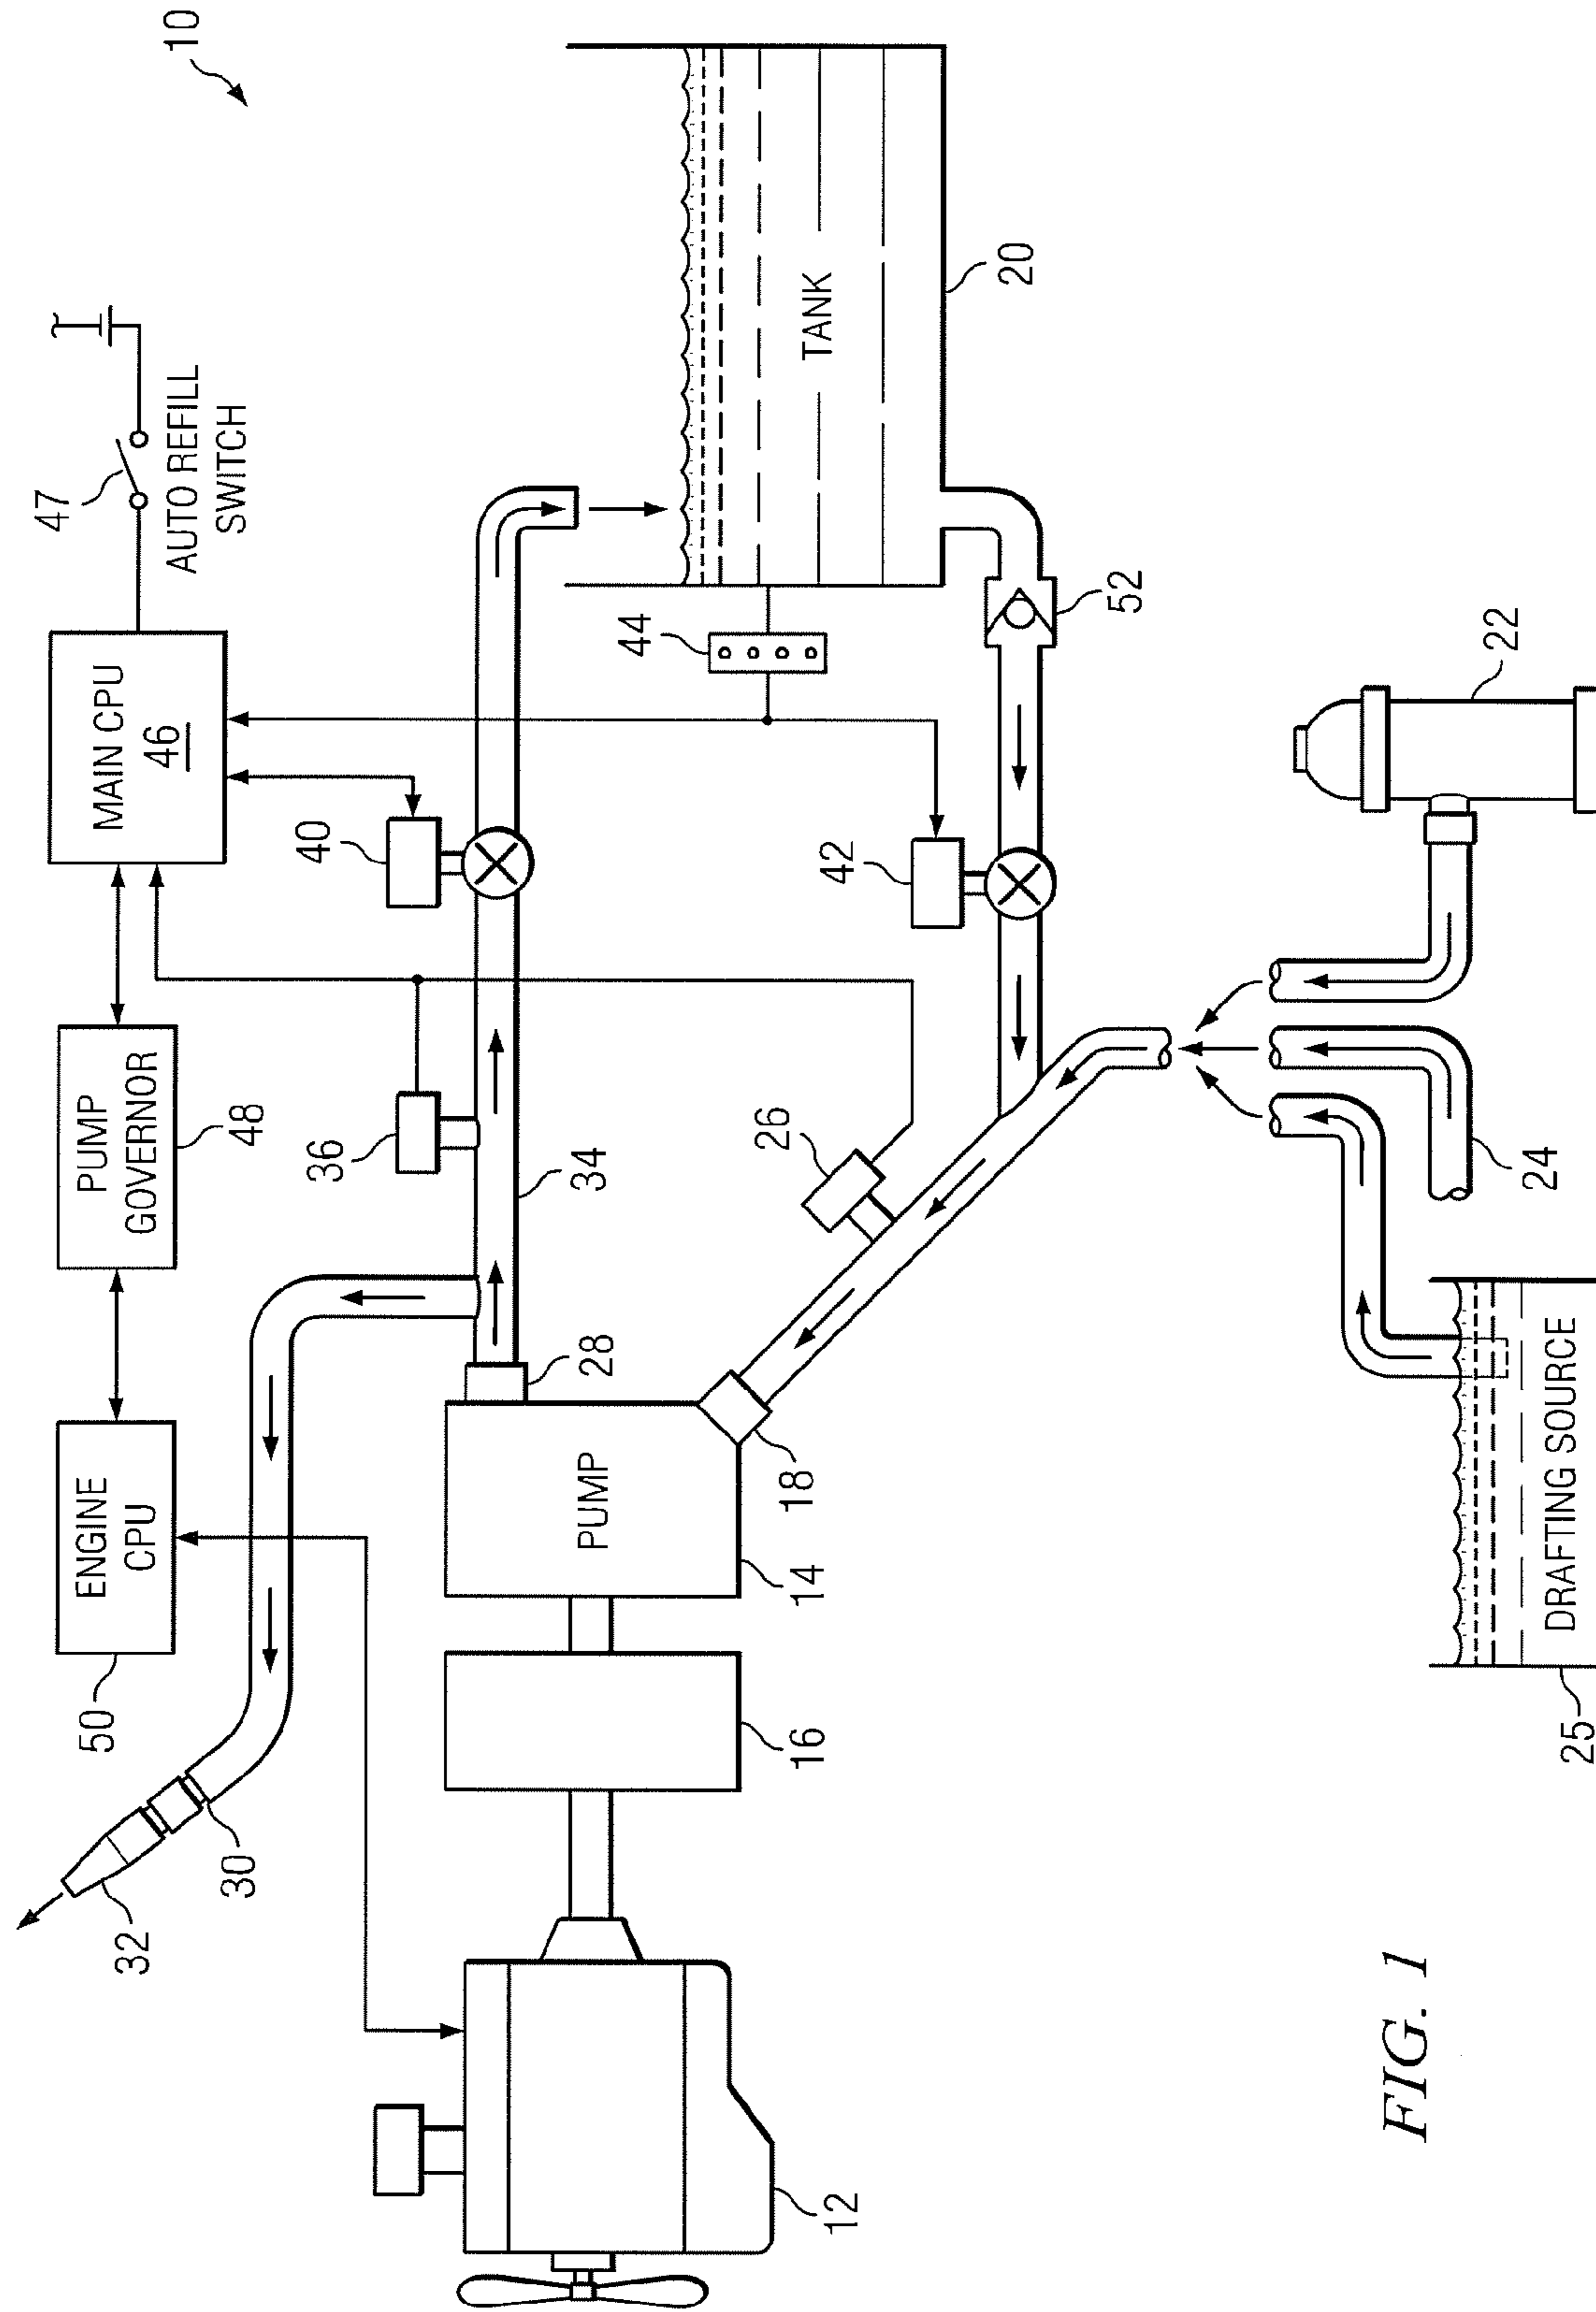 10
47
AUTO REFILL
SWITCH
MAIN CPU
46
PUMP
GOVERNOR
48
ENGINE
CPU
50
32
30
40
36
34
28
44
TANK
20
52
42
26
18
PUMP
14
16
12
22
24
DRAFTING SOURCE
25
FIG. 1